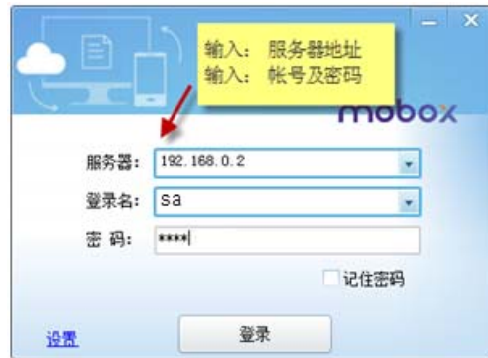 输入: 服务器地址
输入: 帐号及密码
mobox
服务器: 192.168.0.2
登录名: sa
密 码: ****
记住密码
设置
登录